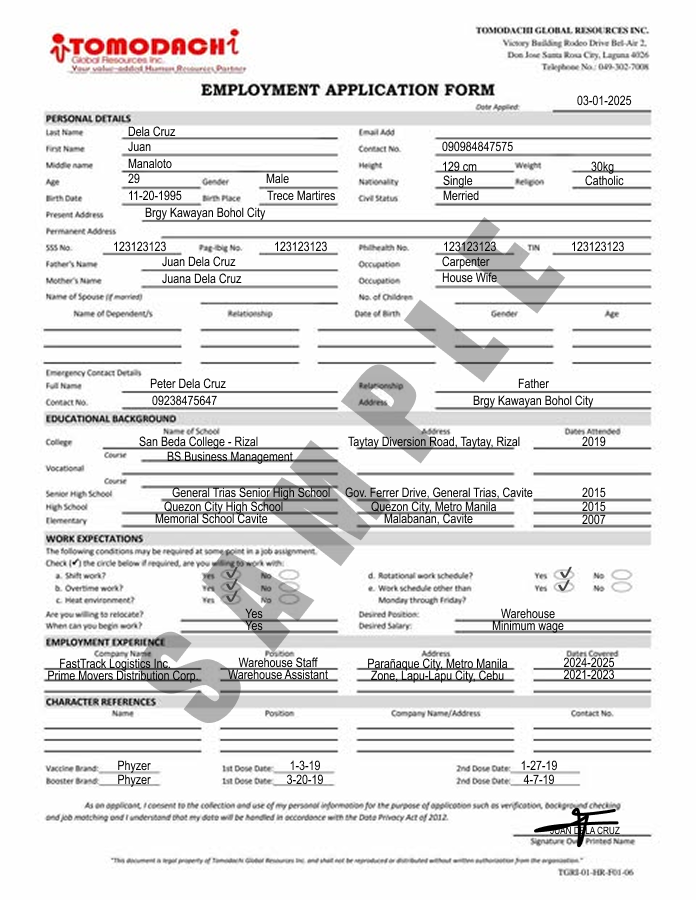 TOMODACHI
Global Resources Inc.
Your value-added Human Resources Partner
TOMODACHI GLOBAL RESOURCES INC.
Victory Building Rodeo Drive Bel-Air 2,
Don Jose Santa Rosa City, Laguna 4026
Telephone No.: 049-302-7008
EMPLOYMENT APPLICATION FORM
Date Applied: 03-01-2025
PERSONAL DETAILS
Last Name Dela Cruz Email Add
First Name Juan Contact No. 090984847575
Middle name Manaloto Height 129 cm Weight 30kg
Age 29 Gender Male Nationality Single Religion Catholic
Birth Date 11-20-1995 Birth Place Trece Martires Civil Status Merried
Present Address Brgy Kawayan Bohol City
Permanent Address
SSS No. 123123123 Pag-ibig No. 123123123 Philhealth No. 123123123 TIN 123123123
Father's Name Juan Dela Cruz Occupation Carpenter
Mother's Name Juana Dela Cruz Occupation House Wife
Name of Spouse (if married) No. of Children
Name of Dependent/s Relationship Date of Birth Gender Age
Emergency Contact Details
Full Name Peter Dela Cruz Relationship Father
Contact No. 09238475647 Address Brgy Kawayan Bohol City
EDUCATIONAL BACKGROUND
Name of School Address Dates Attended
College San Beda College - Rizal Taytay Diversion Road, Taytay, Rizal 2019
Course BS Business Management
Vocational
Course
Senior High School General Trias Senior High School Gov. Ferrer Drive, General Trias, Cavite 2015
High School Quezon City High School Quezon City, Metro Manila 2015
Elementary Memorial School Cavite Malabanan, Cavite 2007
WORK EXPECTATIONS
The following conditions may be required at some point in a job assignment.
Check (✓) the circle below if required, are you willing to work with:
a. Shift work? Yes ✓ No d. Rotational work schedule? Yes ✓ No
b. Overtime work? Yes ✓ No e. Work schedule other than Yes ✓ No
c. Heat environment? Yes ✓ No Monday through Friday?
Are you willing to relocate? Yes Desired Position: Warehouse
When can you begin work? Yes Desired Salary: Minimum wage
EMPLOYMENT EXPERIENCE
Company Name Position Address Dates Covered
FastTrack Logistics Inc. Warehouse Staff Parañaque City, Metro Manila 2024-2025
Prime Movers Distribution Corp. Warehouse Assistant Zone, Lapu-Lapu City, Cebu 2021-2023
CHARACTER REFERENCES
Name Position Company Name/Address Contact No.
Vaccine Brand: Phyzer 1st Dose Date: 1-3-19 2nd Dose Date: 1-27-19
Booster Brand: Phyzer 1st Dose Date: 3-20-19 2nd Dose Date: 4-7-19
As an applicant, I consent to the collection and use of my personal information for the purpose of application such as verification, background checking
and job matching and I understand that my data will be handled in accordance with the Data Privacy Act of 2012.
JUAN DELA CRUZ
Signature Over Printed Name
"This document is legal property of Tomodachi Global Resources Inc. and shall not be reproduced or distributed without written authorization from the organization."
TGRI-01-HR-F01-06
SAMPLE